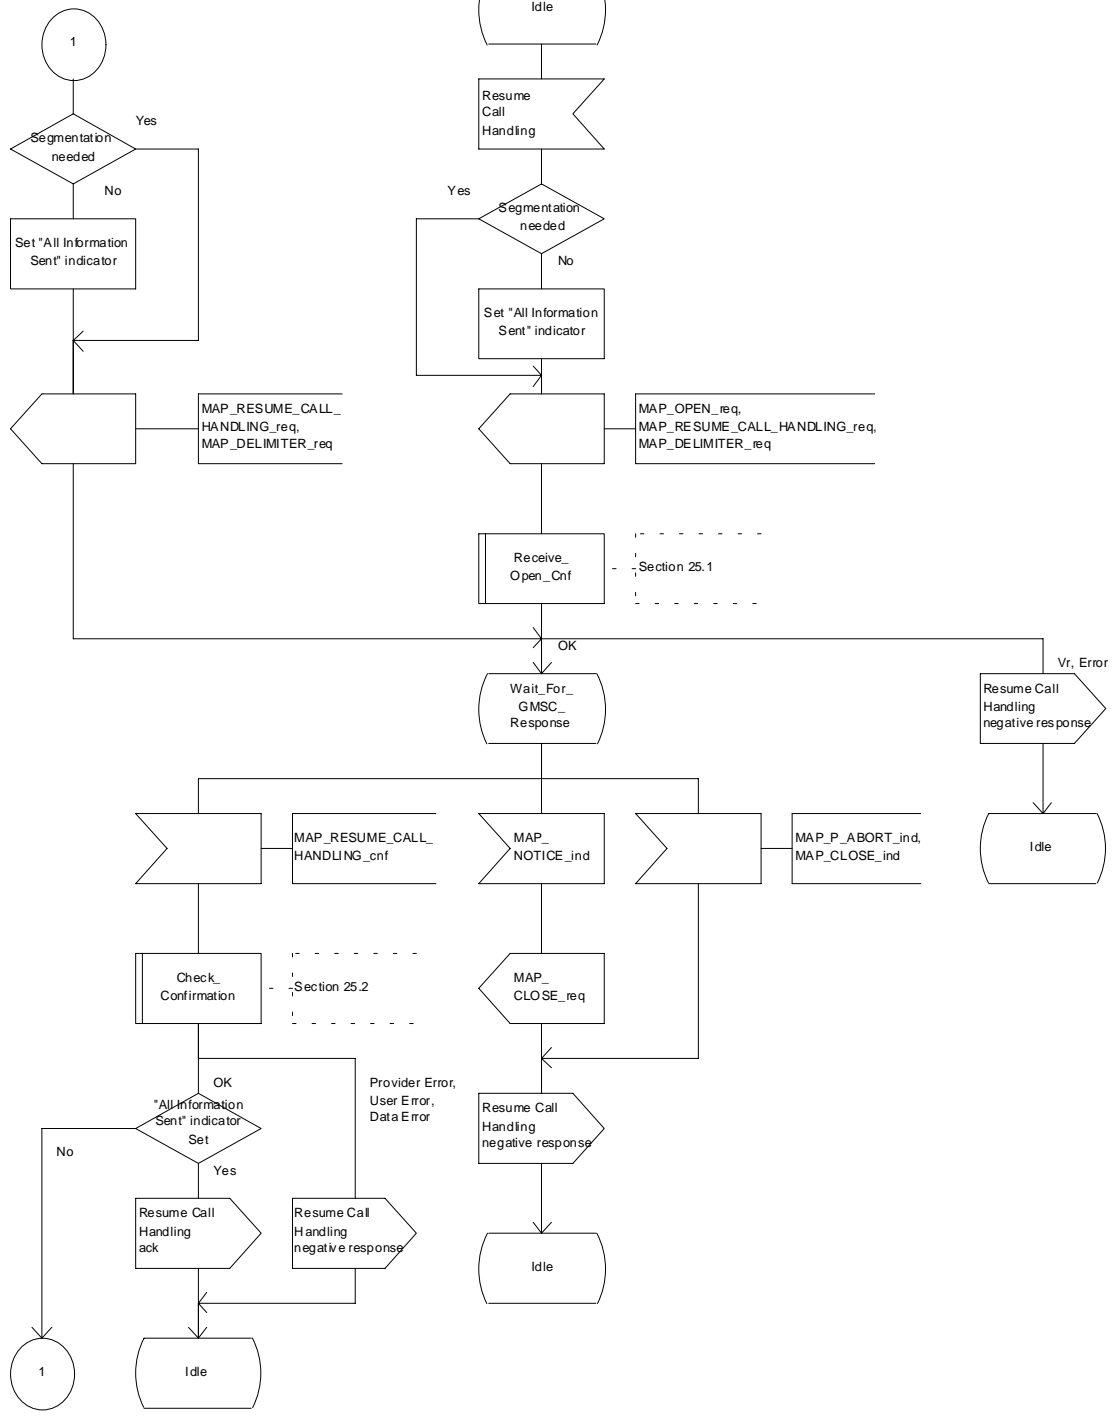 Idle
1
Resume
Call
Handling
Yes
Segmentation
needed
No
Yes
Segmentation
needed
No
Set "All Information
Sent" indicator
Set "All Information
Sent" indicator
MAP_RESUME_CALL_
HANDLING_req,
MAP_DELIMITER_req
MAP_OPEN_req,
MAP_RESUME_CALL_HANDLING_req,
MAP_DELIMITER_req
Receive_
Open_Cnf
Section 25.1
OK
Vr, Error
Wait_For_
GMSC_
Response
Resume Call
Handling
negative response
MAP_RESUME_CALL_
HANDLING_cnf
MAP_
NOTICE_ind
MAP_P_ABORT_ind,
MAP_CLOSE_ind
Idle
Check_
Confirmation
Section 25.2
MAP_
CLOSE_req
OK
Provider Error,
User Error,
Data Error
"All Information
Sent" indicator
Set
No
Yes
Resume Call
Handling
negative response
Resume Call
Handling
ack
Resume Call
Handling
negative response
Idle
1
Idle